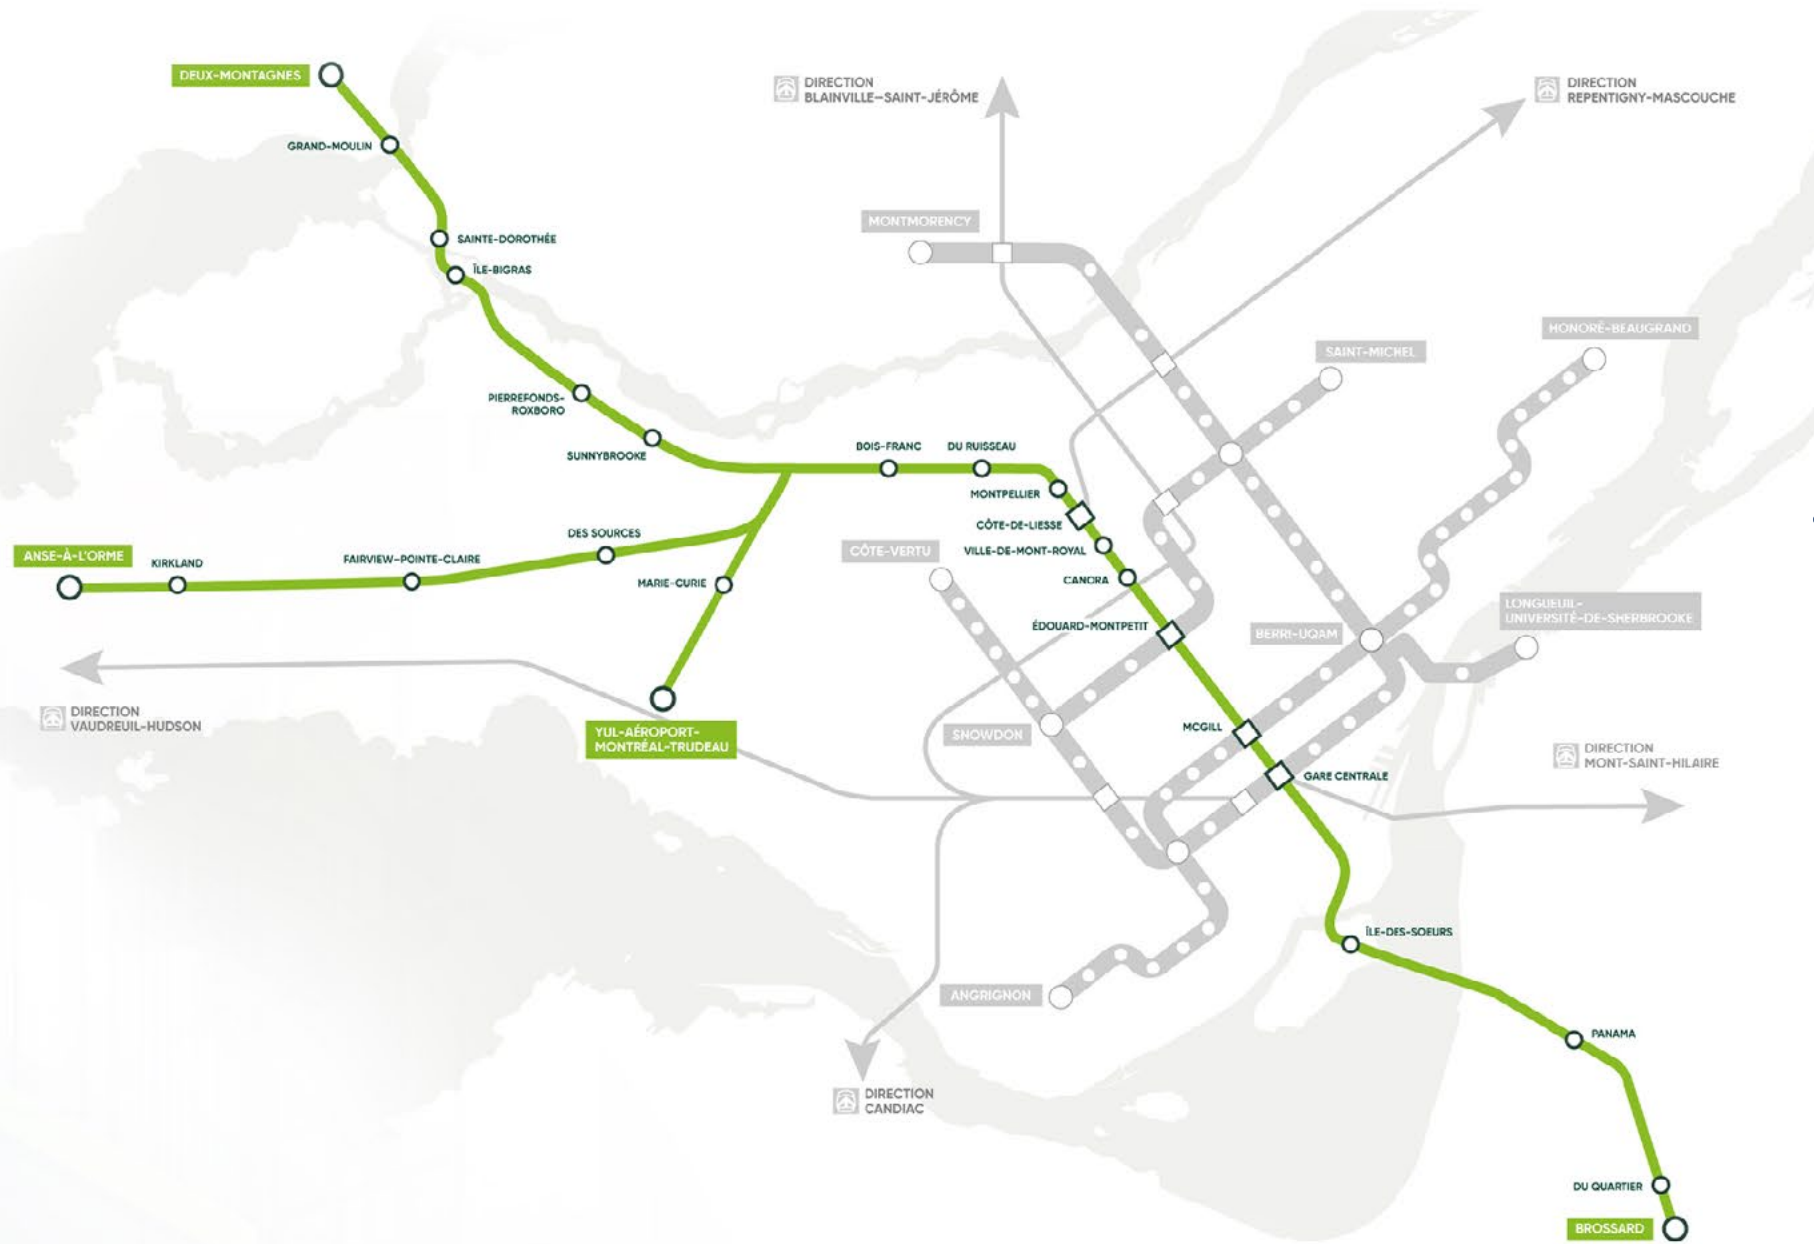 DEUX-MONTAGNES
GRAND-MOULIN
SAINTE-DOROTHÉE
ÎLE-BIGRAS
PIERREFONDS-
ROXBORO
SUNNYBROOKE
BOIS-FRANC
DU RUISSEAU
MONTPELLIER
CÔTE-DE-LIESSE
VILLE-DE-MONT-ROYAL
CANORA
ÉDOUARD-MONTPETIT
MCGILL
GARE CENTRALE
ÎLE-DES-SOEURS
PANAMA
DU QUARTIER
BROSSARD
ANSE-À-L'ORME
KIRKLAND
FAIRVIEW-POINTE-CLAIRE
DES SOURCES
MARIE-CURIE
YUL-AÉROPORT-
MONTRÉAL-TRUDEAU
DIRECTION
BLAINVILLE–SAINT-JÉRÔME
DIRECTION
REPENTIGNY-MASCOUCHE
MONTMORENCY
SAINT-MICHEL
HONORÉ-BEAUGRAND
CÔTE-VERTU
BERRI-UQAM
LONGUEUIL-
UNIVERSITÉ-DE-SHERBROOKE
SNOWDON
ANGRIGNON
DIRECTION
VAUDREUIL-HUDSON
DIRECTION
MONT-SAINT-HILAIRE
DIRECTION
CANDIAC